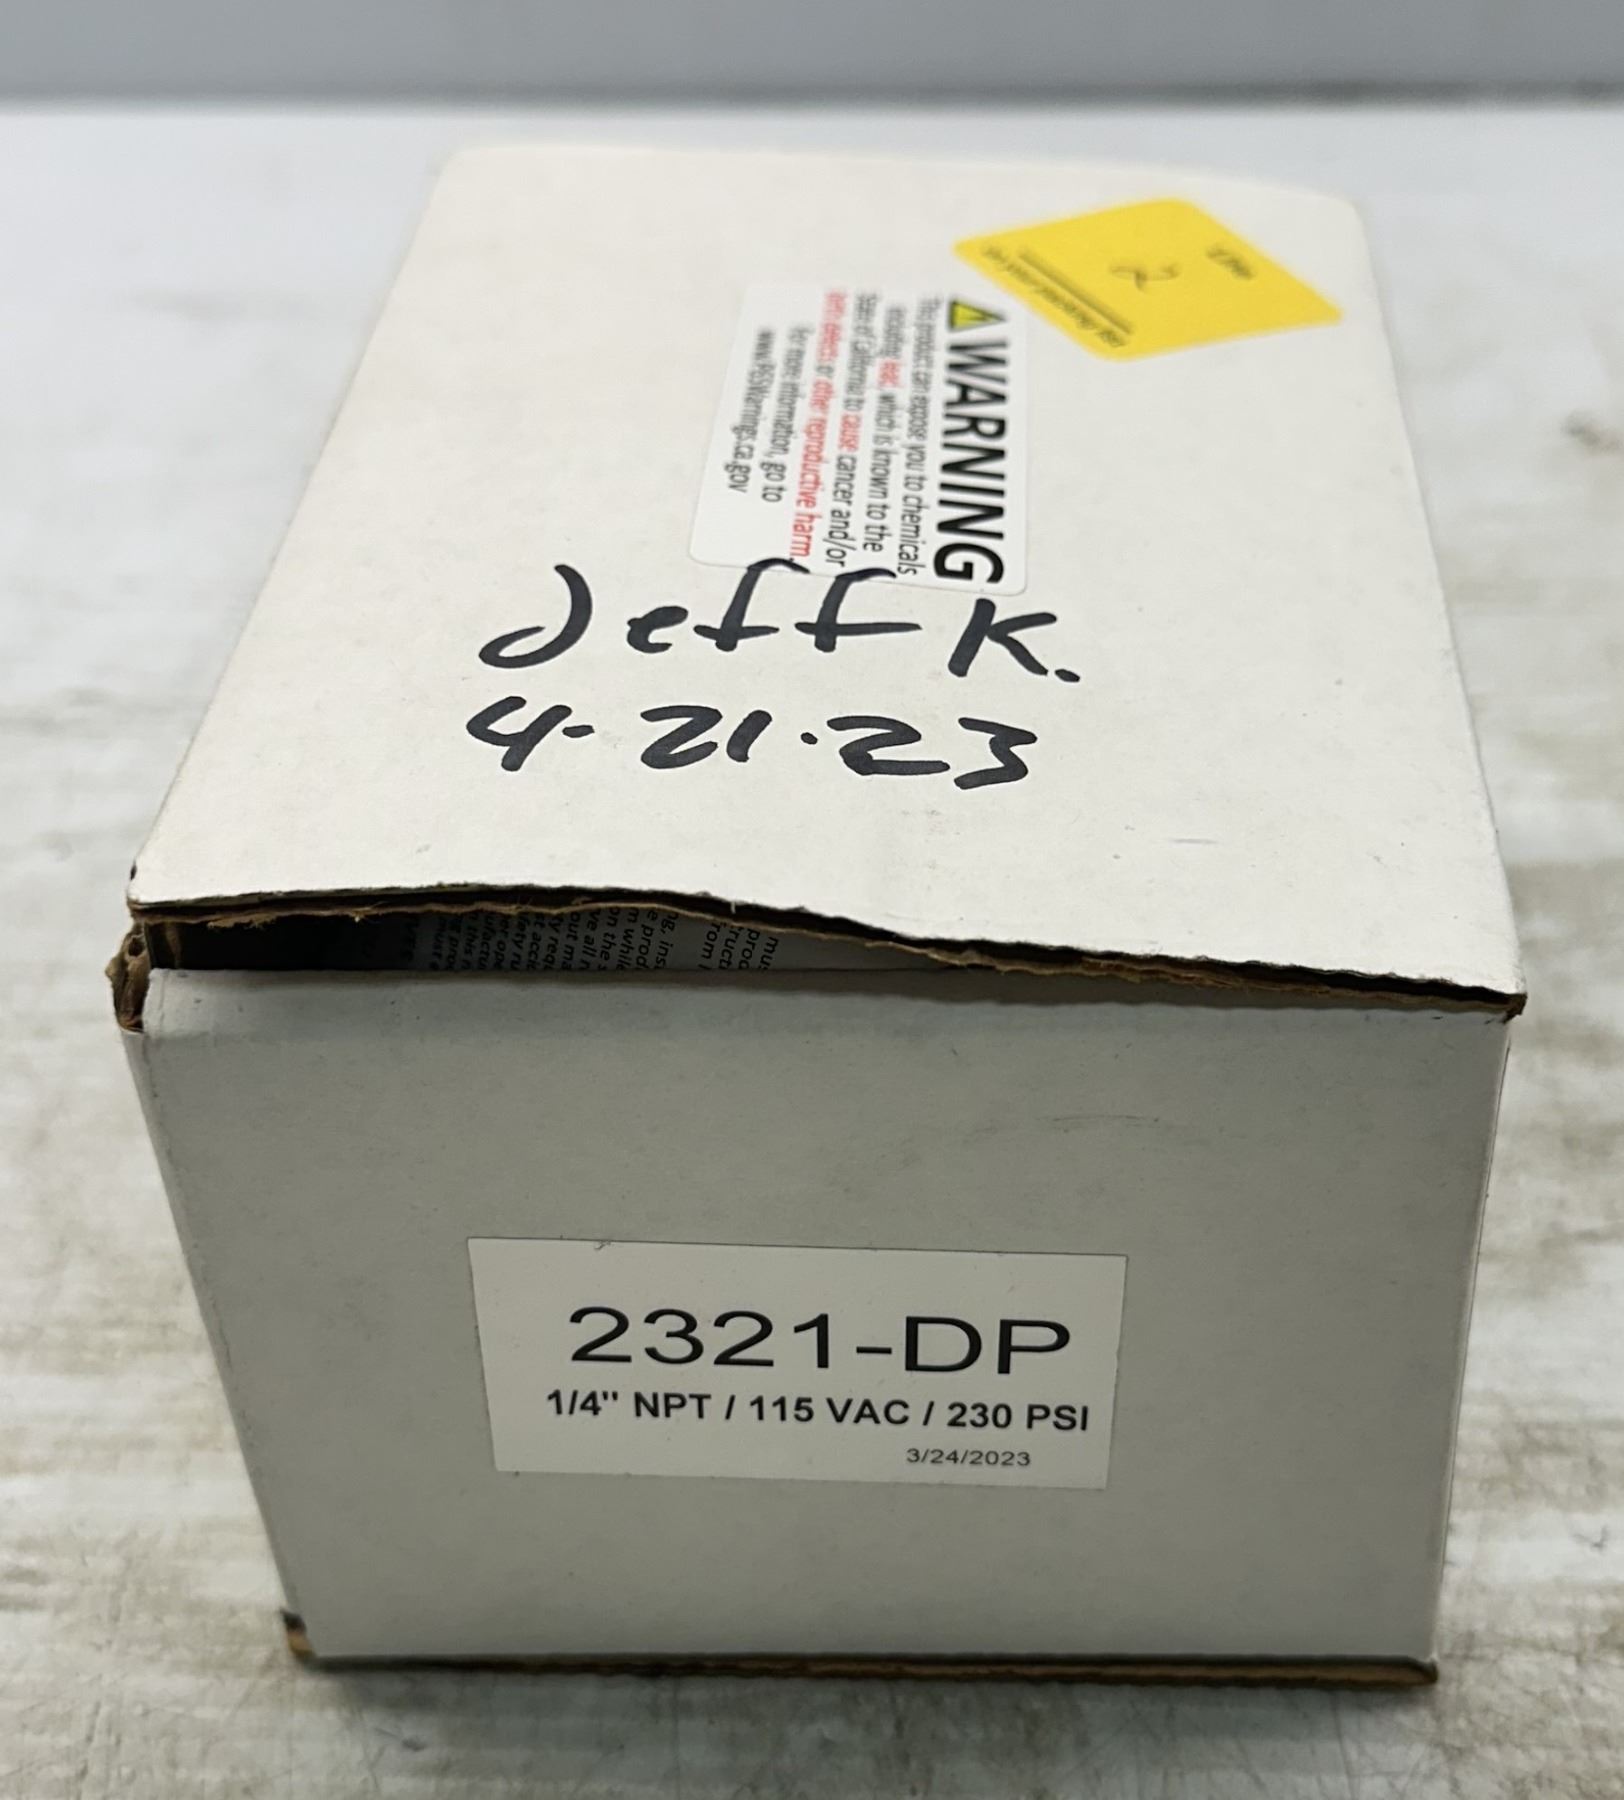 WARNING
This product can expose you to chemicals
including lead, which is known to the
State of California to cause cancer and/or
birth defects or other reproductive harm.
For more information, go to
www.P65Warnings.ca.gov
2
Jeff K.
4.12.23
2321-DP
1/4" NPT / 115 VAC / 230 PSI
3/24/2023